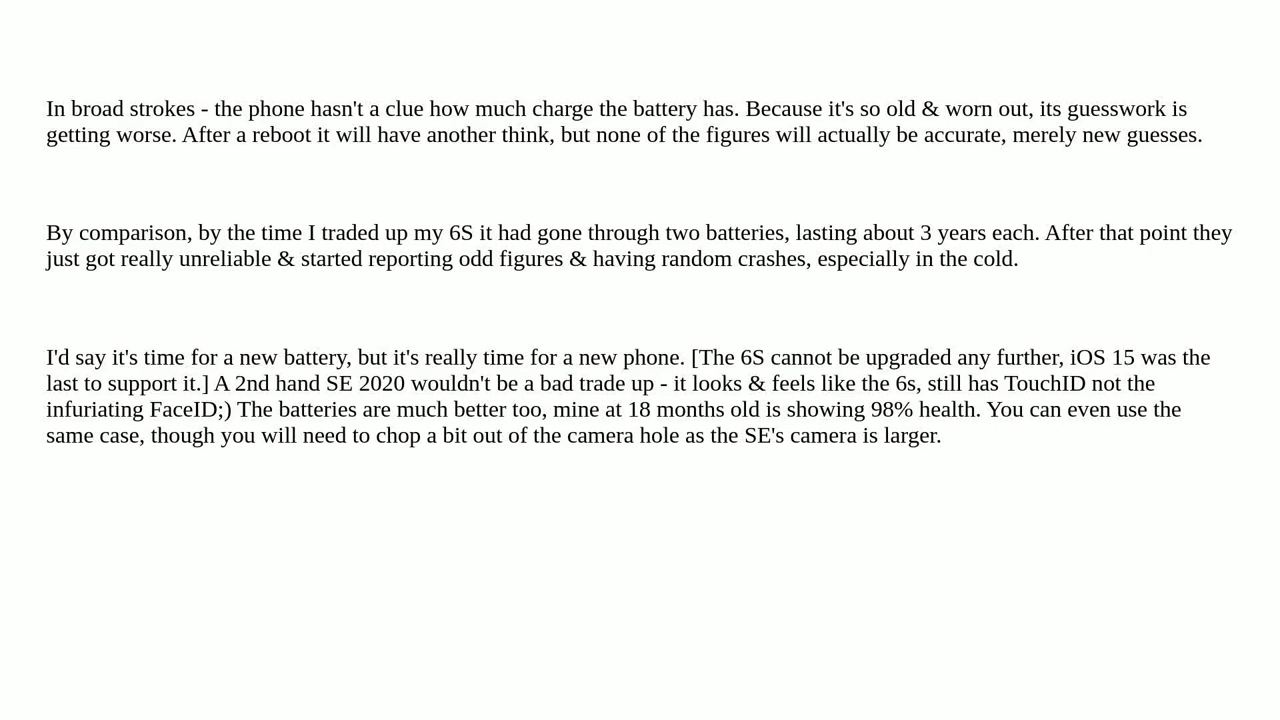 In broad strokes - the phone hasn't a clue how much charge the battery has. Because it's so old & worn out, its guesswork is
getting worse. After a reboot it will have another think, but none of the figures will actually be accurate, merely new guesses.
By comparison, by the time I traded up my 6S it had gone through two batteries, lasting about 3 years each. After that point they
just got really unreliable & started reporting odd figures & having random crashes, especially in the cold.
I'd say it's time for a new battery, but it's really time for a new phone. [The 6S cannot be upgraded any further, iOS 15 was the
last to support it.] A 2nd hand SE 2020 wouldn't be a bad trade up - it looks & feels like the 6s, still has TouchID not the
infuriating FaceID;) The batteries are much better too, mine at 18 months old is showing 98% health. You can even use the
same case, though you will need to chop a bit out of the camera hole as the SE's camera is larger.